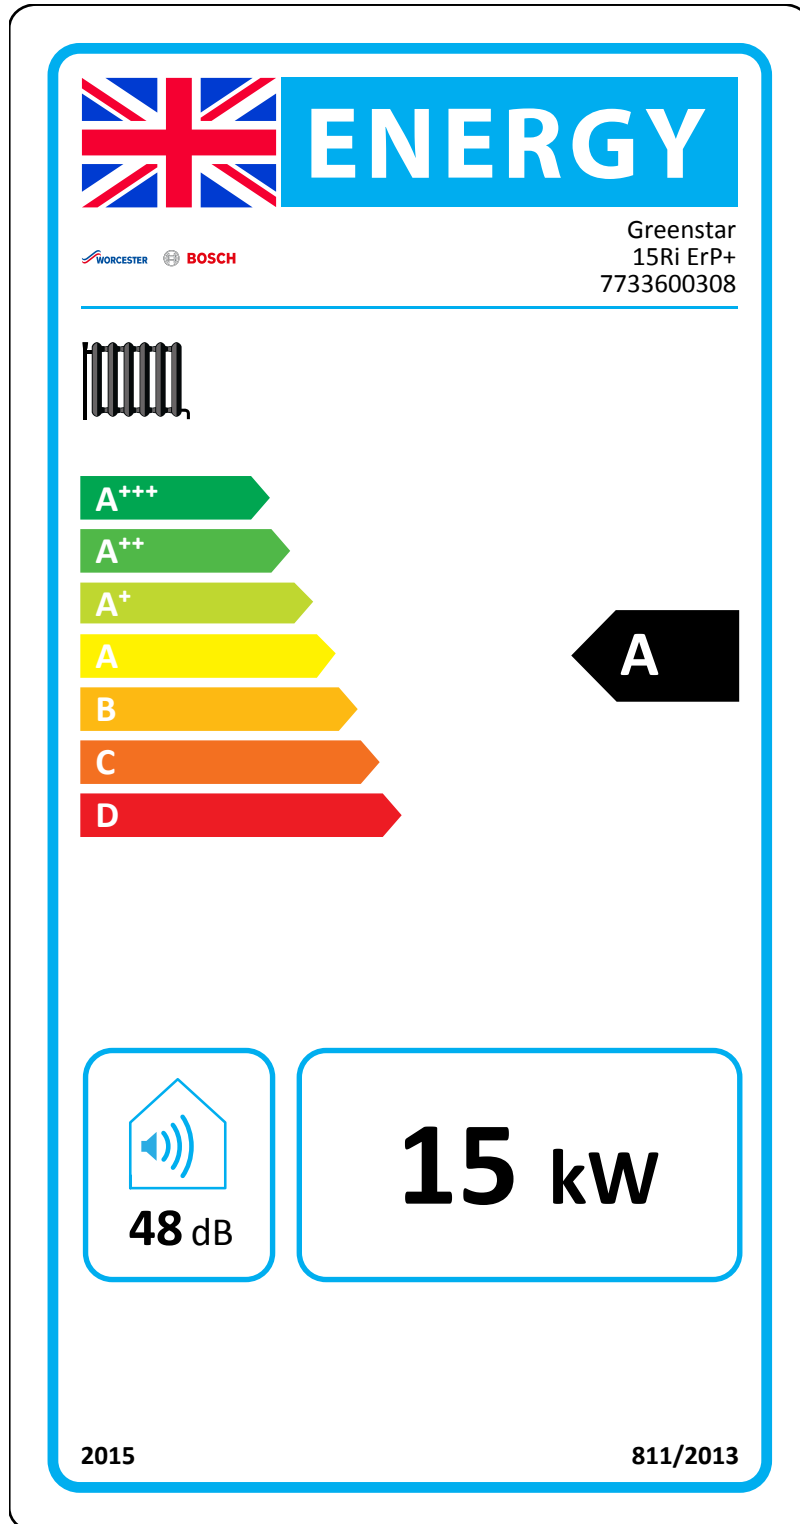 ENERGY
WORCESTER BOSCH
Greenstar
15Ri ErP+
7733600308
A+++
A++
A+
A
B
C
D
A
48 dB
15 kW
2015
811/2013